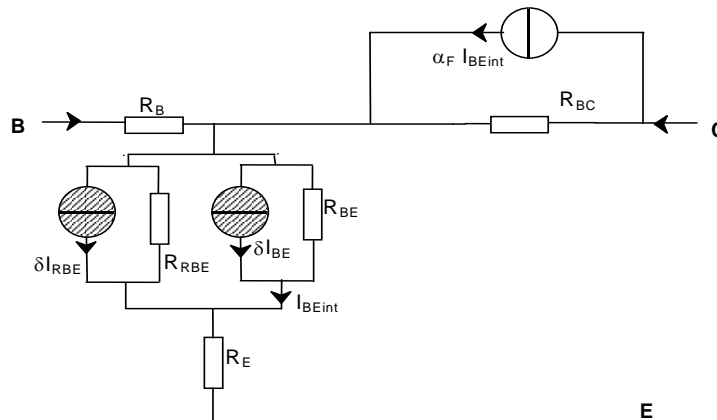 α_F I_BEint
R_B
R_BC
B
C
R_BE
δI_RBE
R_RBE
δI_BE
I_BEint
R_E
E